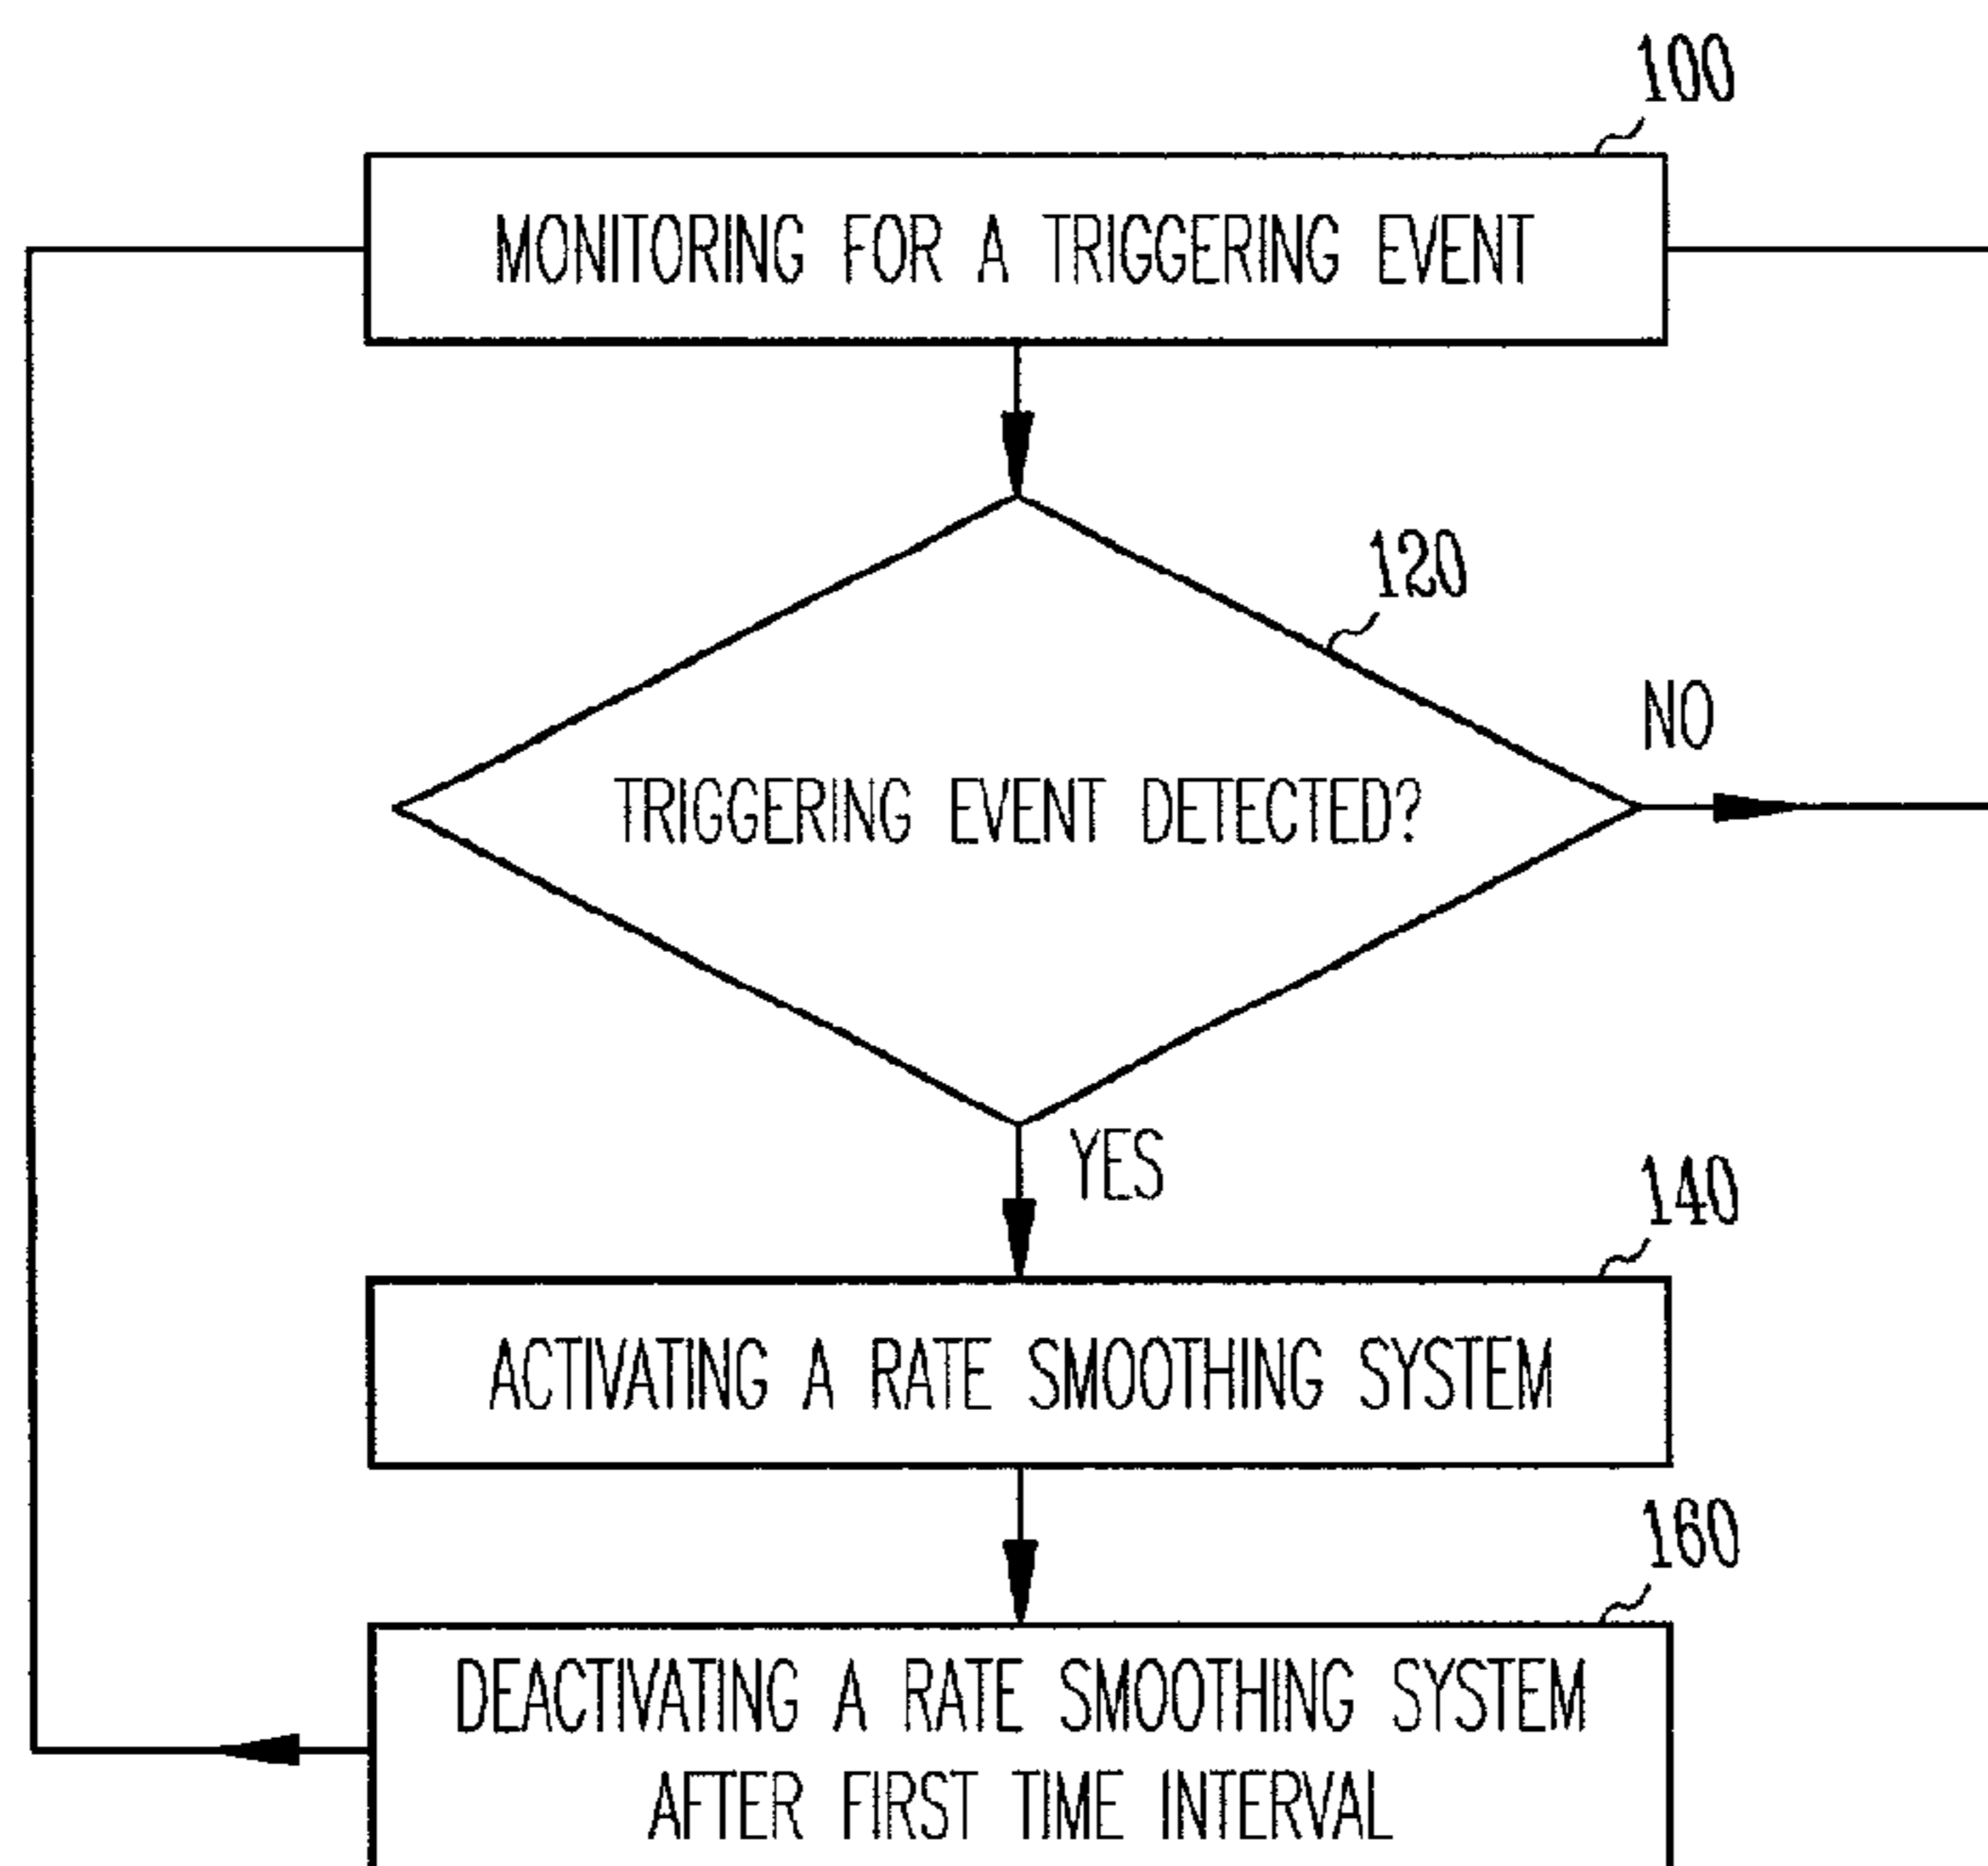 100
MONITORING FOR A TRIGGERING EVENT
120
NO
TRIGGERING EVENT DETECTED?
YES
140
ACTIVATING A RATE SMOOTHING SYSTEM
160
DEACTIVATING A RATE SMOOTHING SYSTEM
AFTER FIRST TIME INTERVAL